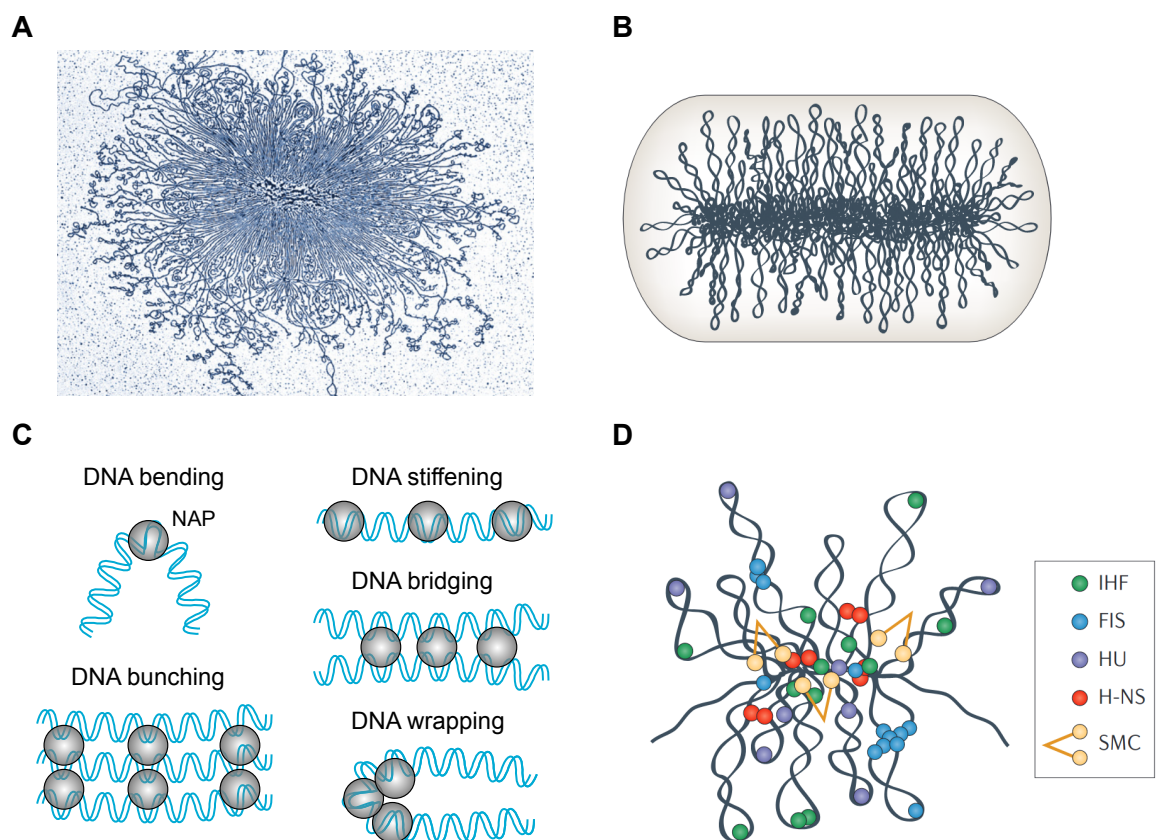 A
B
C
DNA bending
NAP
DNA stiffening
DNA bridging
DNA bunching
DNA wrapping
D
IHF
FIS
HU
H-NS
SMC